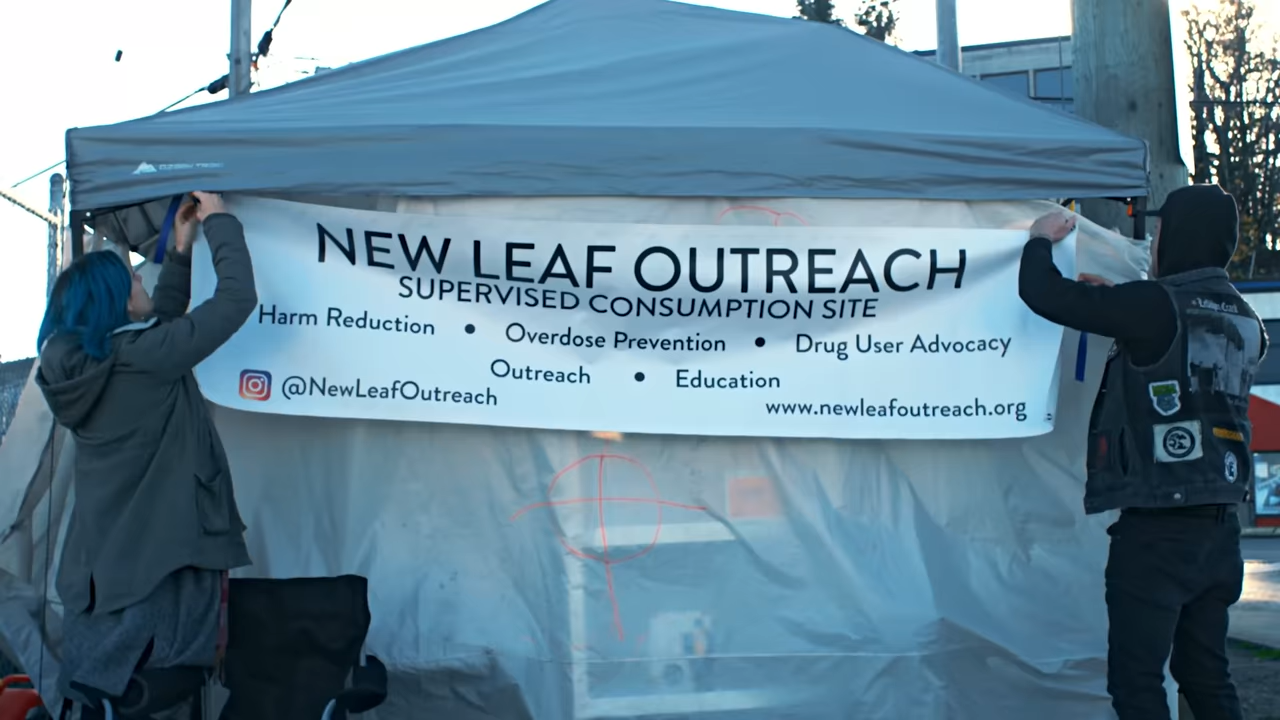 NEW LEAF OUTREACH
SUPERVISED CONSUMPTION SITE
Harm Reduction • Overdose Prevention • Drug User Advocacy
Outreach • Education
@NewLeafOutreach
www.newleafoutreach.org